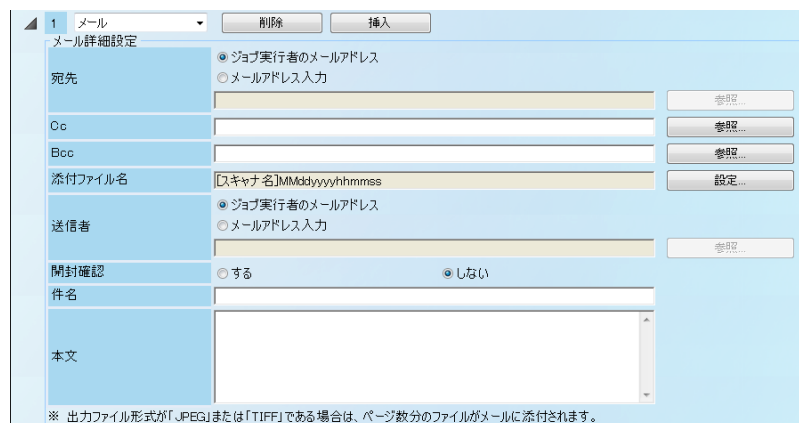 1 メール 削除 挿入
メール詳細設定
宛先
ジョブ実行者のメールアドレス
メールアドレス入力
参照...
Cc 参照...
Bcc 参照...
添付ファイル名 [スキャナ名]MMddyyyyhhmmss 設定...
送信者
ジョブ実行者のメールアドレス
メールアドレス入力
参照...
開封確認 する しない
件名
本文
※ 出力ファイル形式が「JPEG」または「TIFF」である場合は、ページ数分のファイルがメールに添付されます。